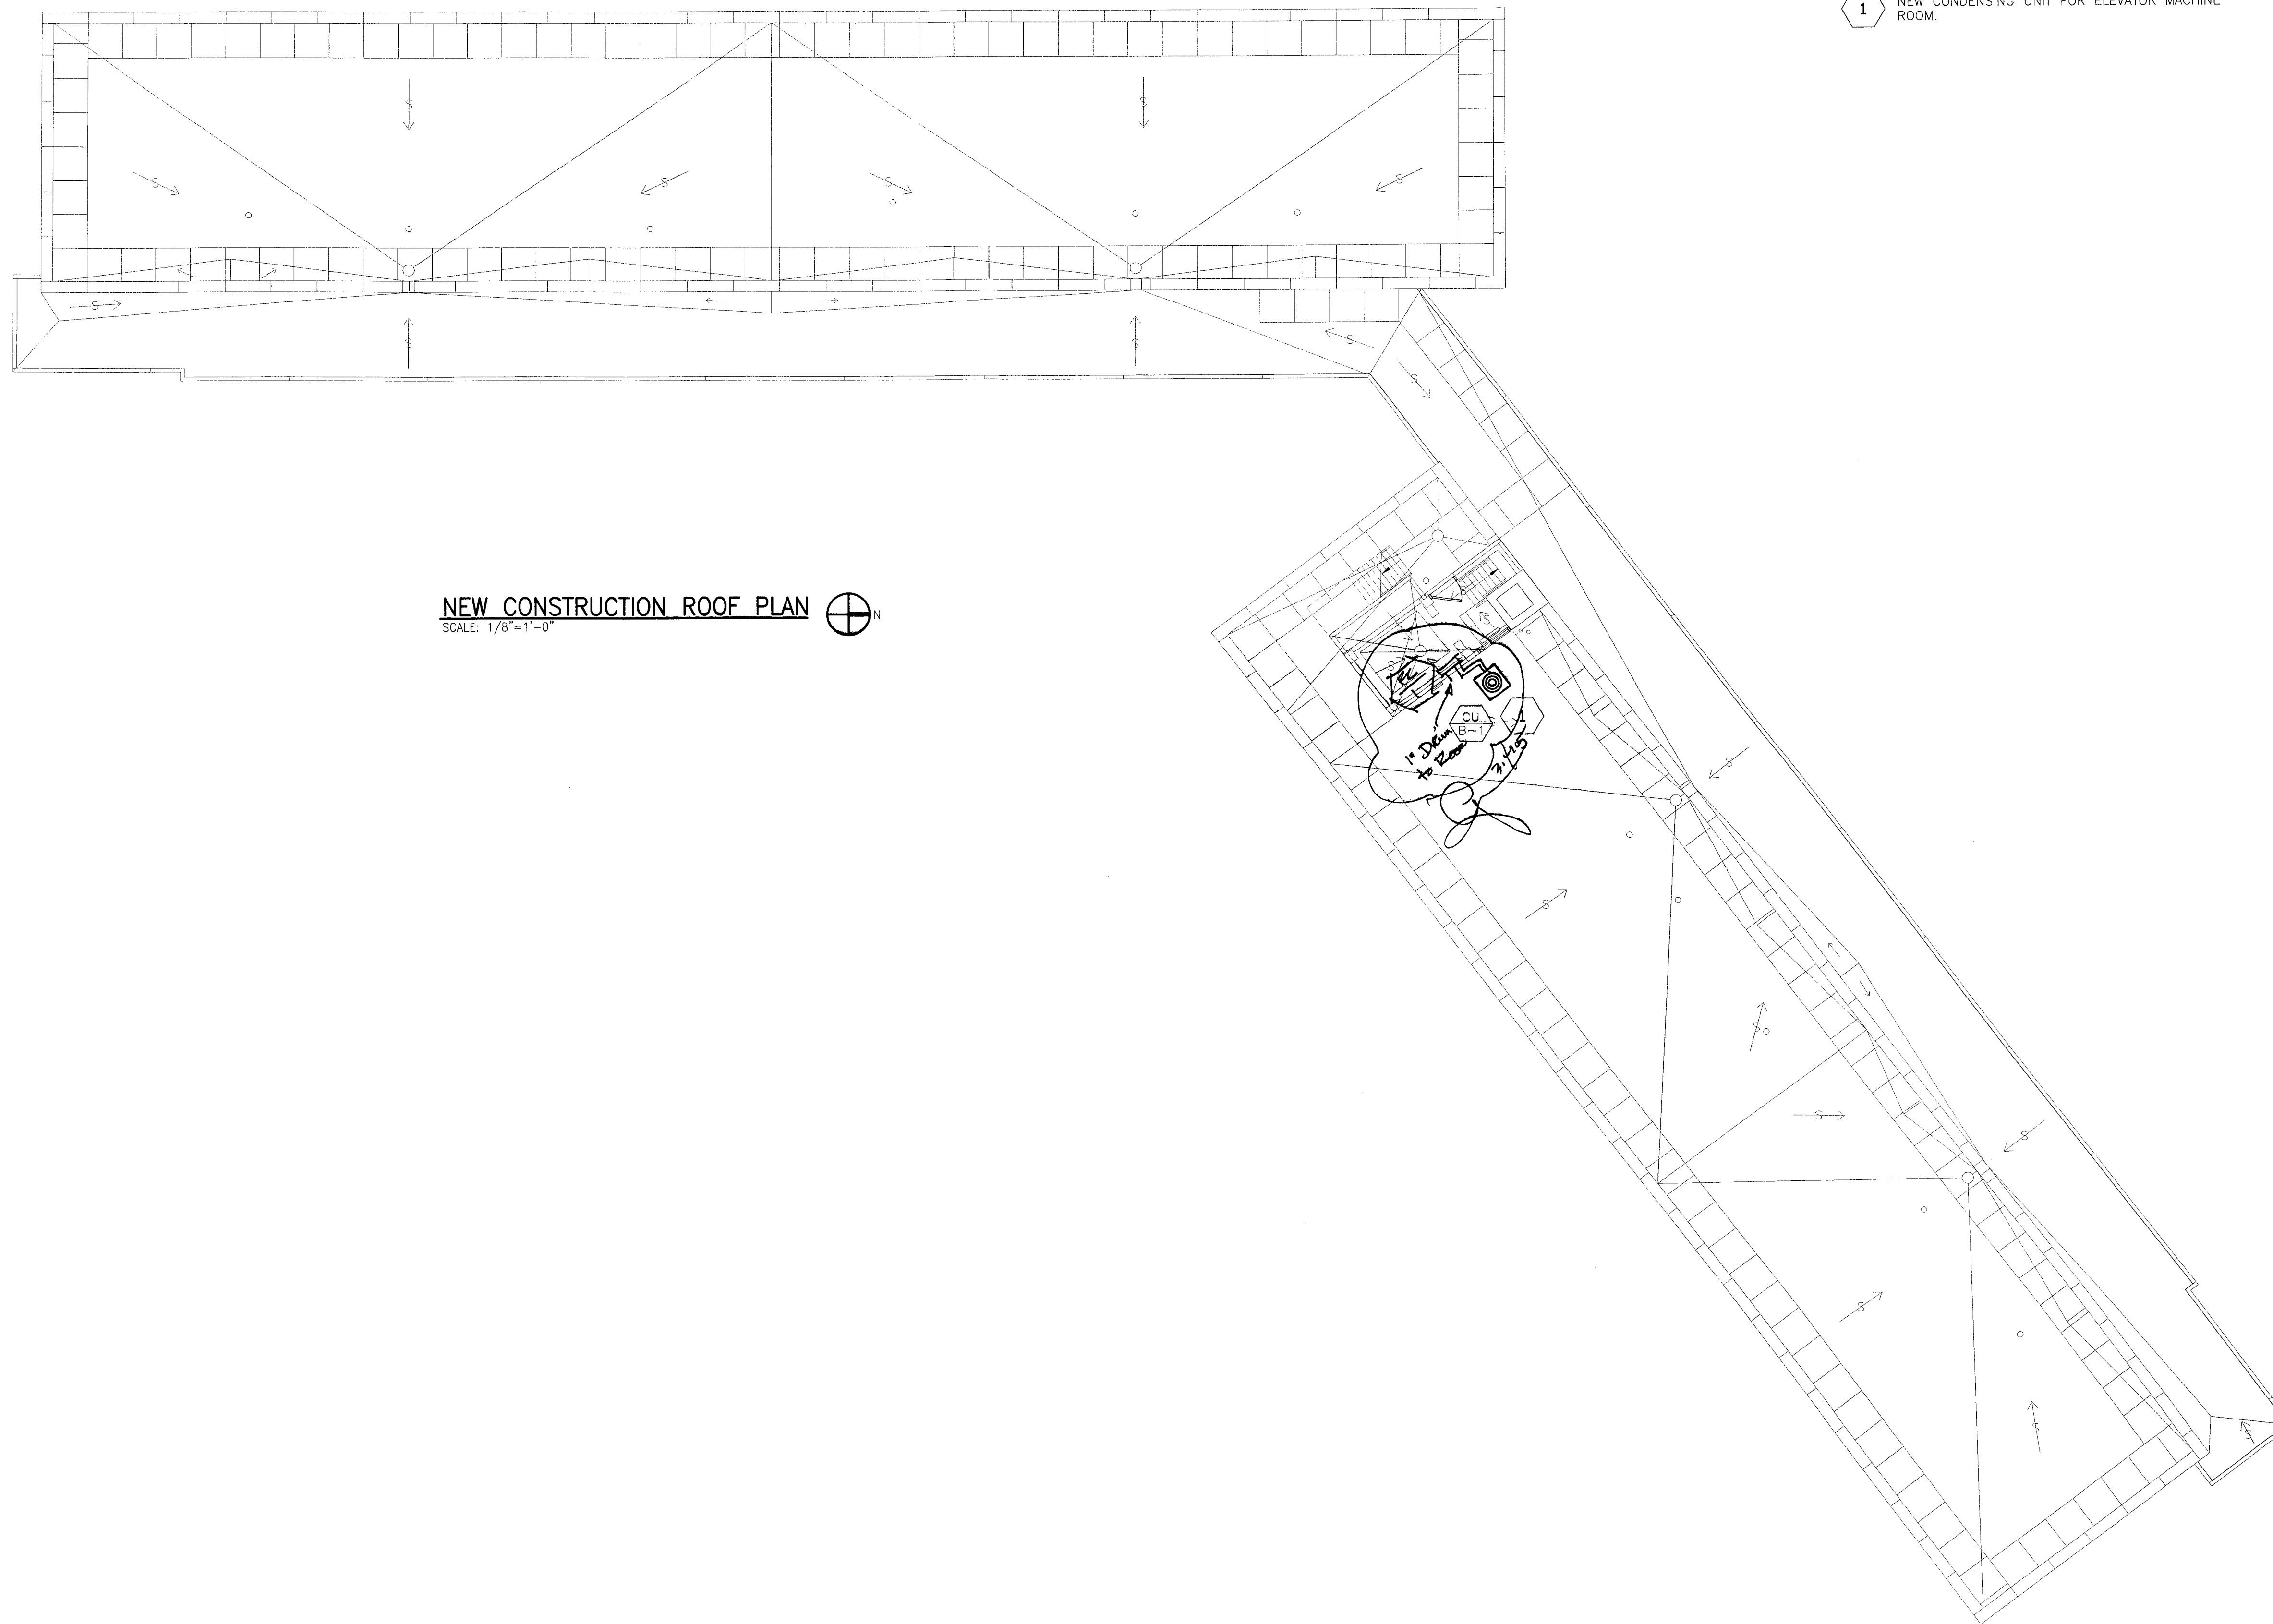 1 NEW CONDENSING UNIT FOR ELEVATOR MACHINE
ROOM.
S
S
S
S
S
S
S
S
S
S
S
NEW CONSTRUCTION ROOF PLAN
N
SCALE: 1/8"=1'-0"
S
S
CU
B-1
1
1" Drain
to Roof
S
S
S
S
S
S
S
S